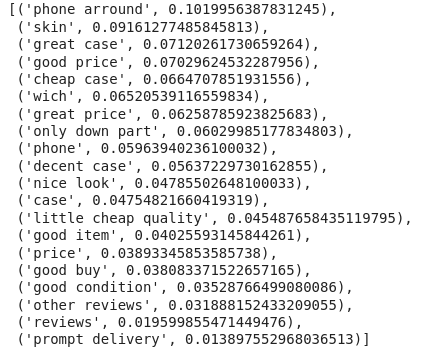 [('phone arround', 0.1019956387831245),
('skin', 0.09161277485845813),
('great case', 0.07120261730659264),
('good price', 0.07029624532287956),
('cheap case', 0.0664707851931556),
('wich', 0.06520539116559834),
('great price', 0.06258785923825683),
('only down part', 0.06029985177834803),
('phone', 0.05963940236100032),
('decent case', 0.05637229730162855),
('nice look', 0.04785502648100033),
('case', 0.04754821660419319),
('little cheap quality', 0.045487658435119795),
('good item', 0.04025593145844261),
('price', 0.03893345853585738),
('good buy', 0.038083371522657165),
('good condition', 0.03528766499080086),
('other reviews', 0.031888152433209055),
('reviews', 0.019599855471449476),
('prompt delivery', 0.013897552968036513)]